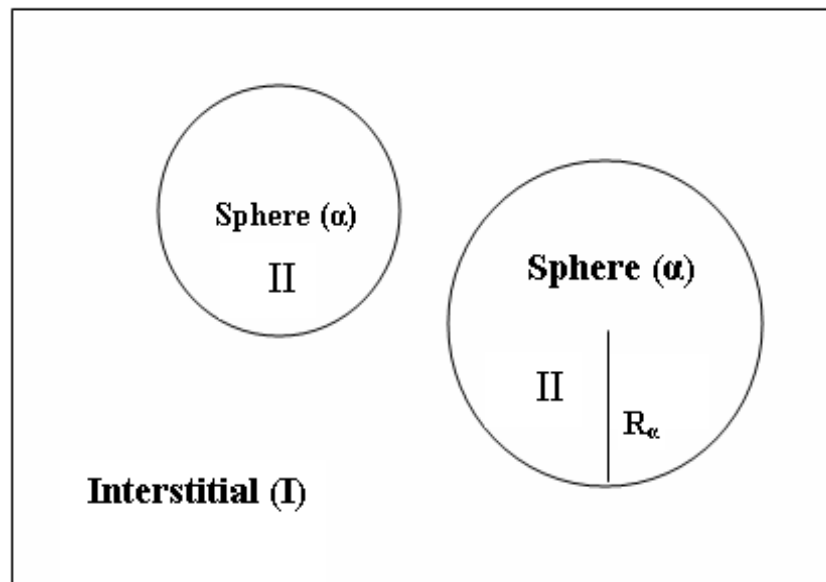 Sphere (α)
II
Sphere (α)
II
Rα
Interstitial (I)